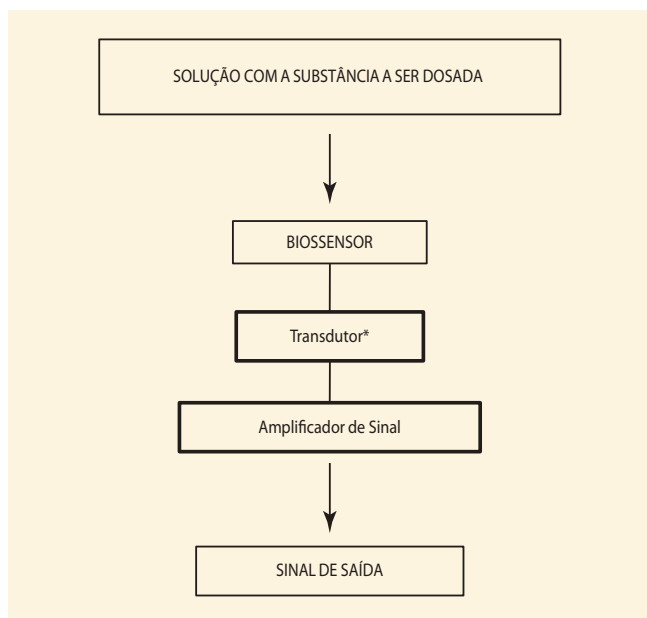 SOLUÇÃO COM A SUBSTÂNCIA A SER DOSADA
BIOSSENSOR
Transdutor*
Amplificador de Sinal
SINAL DE SAÍDA